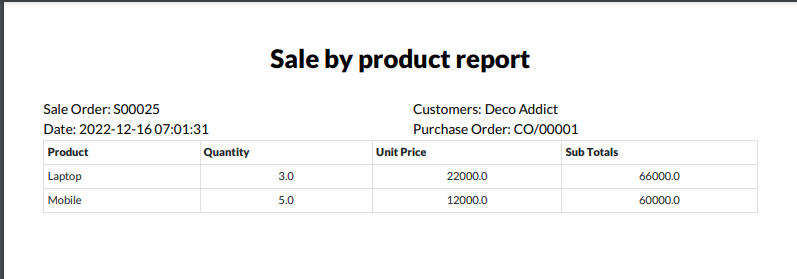 Sale by product report
Sale Order: S00025 Customers: Deco Addict
Date: 2022-12-16 07:01:31 Purchase Order: CO/00001
Product Quantity Unit Price Sub Totals
Laptop 3.0 22000.0 66000.0
Mobile 5.0 12000.0 60000.0